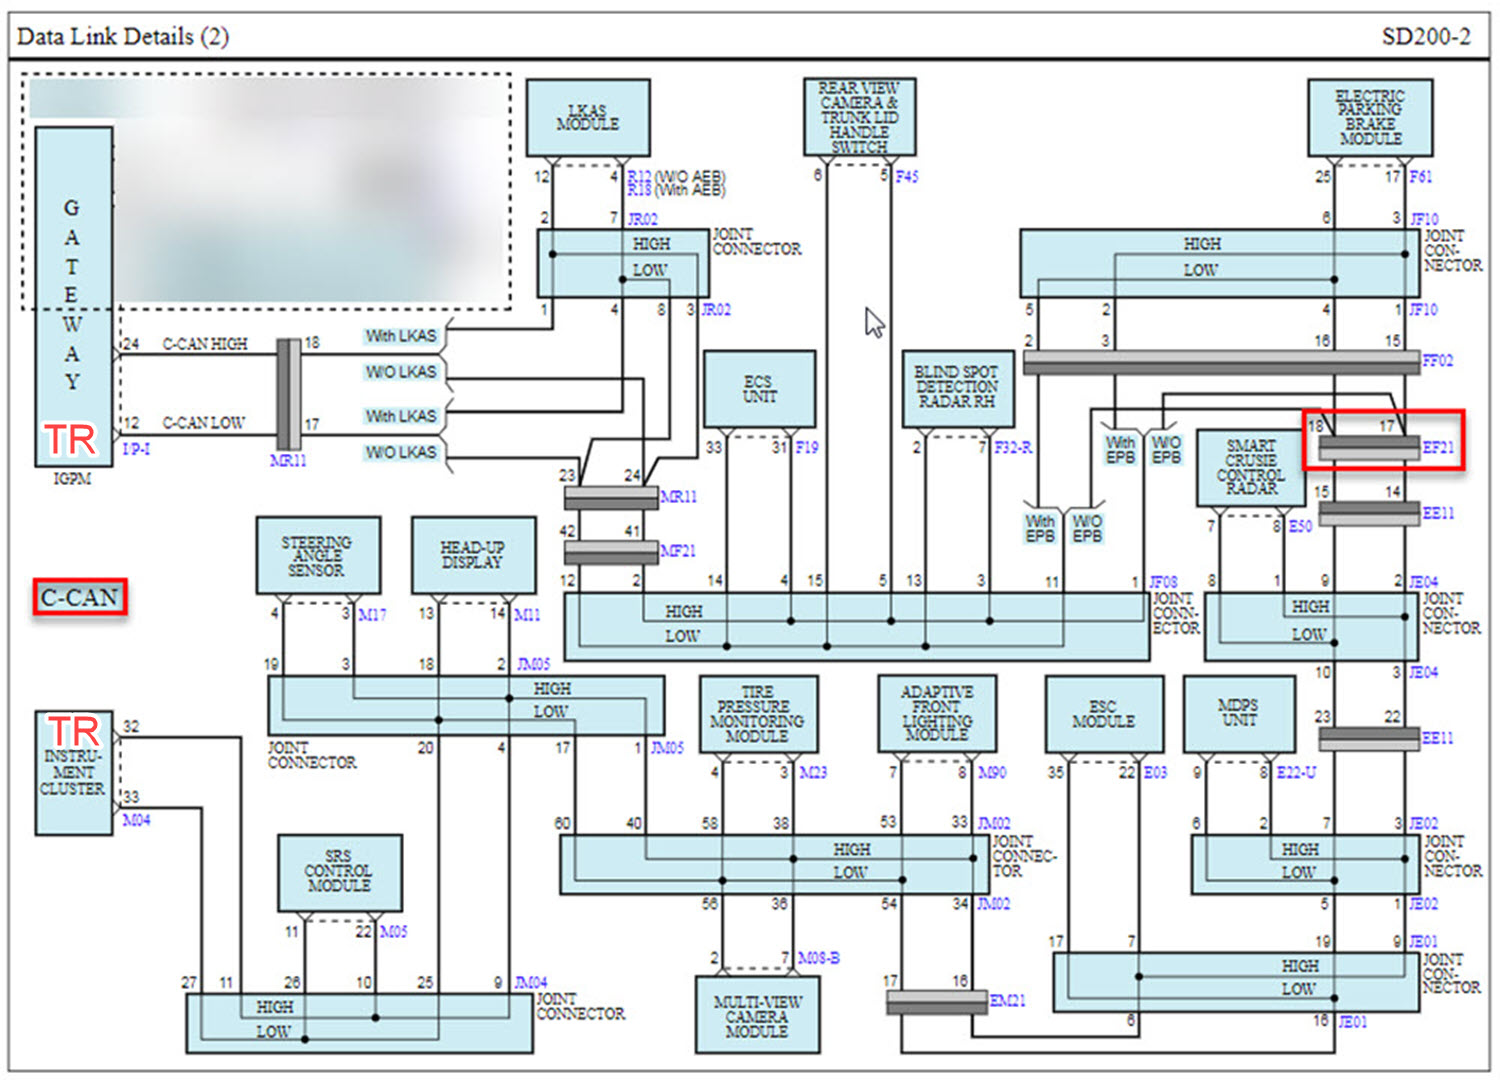 Data Link Details (2)
SD200-2
G
A
T
E
W
A
Y
TR
IGPM
24
C-CAN HIGH
18
12
C-CAN LOW
17
I/P-I
MR11
With LKAS
W/O LKAS
With LKAS
W/O LKAS
LKAS
MODULE
12
4
R12 (W/O AEB)
R18 (With AEB)
2
7
JR02
HIGH
LOW
JOINT
CONNECTOR
1
4
8
3
JR02
REAR VIEW
CAMERA &
TRUNK LID
HANDLE
SWITCH
6
5
F45
ELECTRIC
PARKING
BRAKE
MODULE
25
17
F61
6
3
JF10
HIGH
LOW
JOINT
CON-
NECTOR
5
2
4
1
JF10
2
3
16
15
FF02
ECS
UNIT
33
31
F19
BLIND SPOT
DETECTION
RADAR RH
2
7
F32-R
With
EPB
W/O
EPB
With
EPB
W/O
EPB
SMART
CRUSIE
CONTROL
RADAR
7
8
E50
18
17
EF21
15
14
EE11
23
24
MR11
42
41
MF21
12
2
14
4
15
5
13
3
11
1
JF08
HIGH
LOW
JOINT
CONN-
ECTOR
8
1
9
2
JE04
HIGH
LOW
JOINT
CON-
NECTOR
10
3
JE04
23
22
EE11
C-CAN
STEERING
ANGLE
SENSOR
4
3
M17
HEAD-UP
DISPLAY
13
14
M11
19
3
18
2
JM05
HIGH
LOW
JOINT
CONNECTOR
20
4
17
1
JM05
TR
INSTRU-
MENT
CLUSTER
32
33
M04
SRS
CONTROL
MODULE
11
22
M05
27
11
26
10
25
9
JM04
HIGH
LOW
JOINT
CONNECTOR
TIRE
PRESSURE
MONITORING
MODULE
4
3
M23
ADAPTIVE
FRONT
LIGHTING
MODULE
7
8
M90
60
40
58
38
53
33
JM02
HIGH
LOW
JOINT
CONNEC-
TOR
56
36
54
34
JM02
2
7
M08-B
MULTI-VIEW
CAMERA
MODULE
17
16
EM21
ESC
MODULE
35
22
E03
MDPS
UNIT
9
8
E22-U
6
2
7
3
JE02
HIGH
LOW
JOINT
CON-
NECTOR
5
1
JE02
17
7
19
9
JE01
HIGH
LOW
JOINT
CON-
NECTOR
6
16
JE01